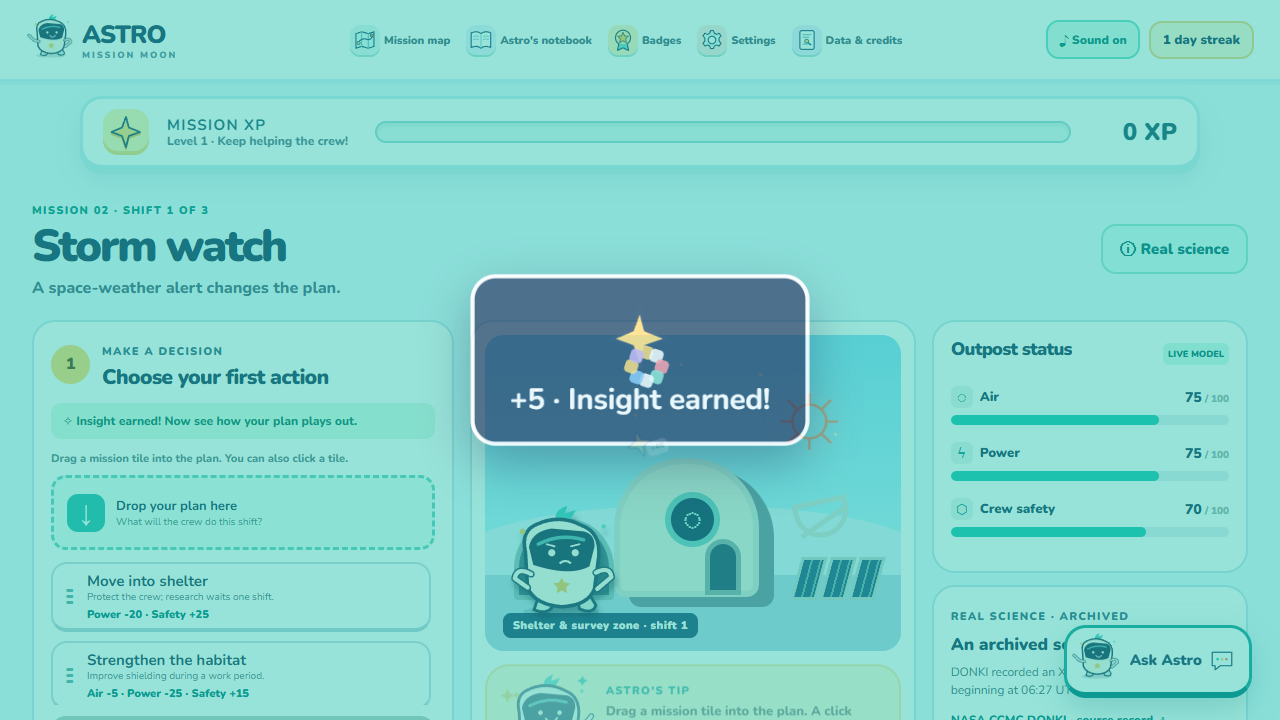 ASTRO
MISSION MOON
Mission map
Astro's notebook
Badges
Settings
Data & credits
Sound on
1 day streak
MISSION XP
Level 1 · Keep helping the crew!
0 XP
MISSION 02 · SHIFT 1 OF 3
Storm watch
A space-weather alert changes the plan.
Real science
1
MAKE A DECISION
Choose your first action
Insight earned! Now see how your plan plays out.
Drag a mission tile into the plan. You can also click a tile.
Drop your plan here
What will the crew do this shift?
Move into shelter
Protect the crew; research waits one shift.
Power -20 · Safety +25
Strengthen the habitat
Improve shielding during a work period.
Air -5 · Power -25 · Safety +15
+5 · Insight earned!
Shelter & survey zone · shift 1
ASTRO'S TIP
Drag a mission tile into the plan. A click
Outpost status
LIVE MODEL
Air
75 / 100
Power
75 / 100
Crew safety
70 / 100
REAL SCIENCE · ARCHIVED
An archived
DONKI recorded an
beginning at 06:27
NASA CCMC DONKI · source record
Ask Astro